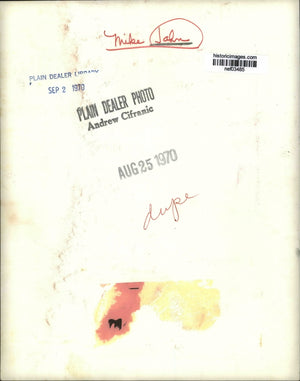 Mike John
historicimages.com
nef03485
PLAIN DEALER LIBRARY
SEP 2 1970
PLAIN DEALER PHOTO
Andrew Cifranic
AUG 25 1970
dupe